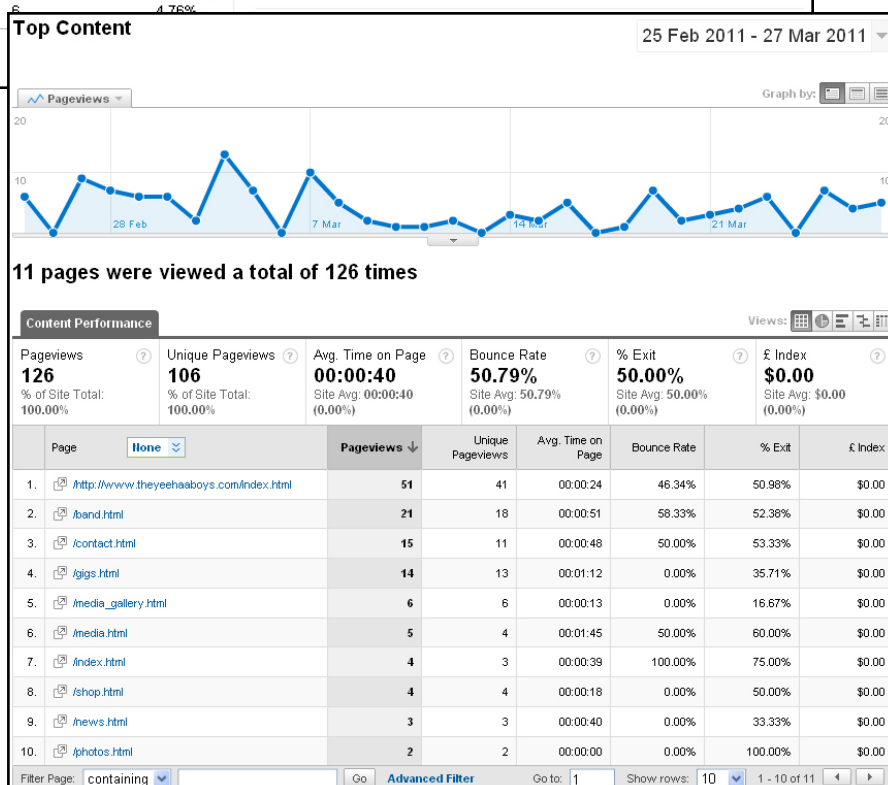 6 4.76%
Top Content
25 Feb 2011 - 27 Mar 2011
Pageviews
Graph by:
20 20
10 10
28 Feb 7 Mar 14 Mar 21 Mar
11 pages were viewed a total of 126 times
Content Performance
Views:
Pageviews ? Unique Pageviews ? Avg. Time on Page ? Bounce Rate ? % Exit ? £ Index ?
126 106 00:00:40 50.79% 50.00% $0.00
% of Site Total: % of Site Total: Site Avg: 00:00:40 Site Avg: 50.79% Site Avg: 50.00% Site Avg: $0.00
100.00% 100.00% (0.00%) (0.00%) (0.00%) (0.00%)
Page None Pageviews Unique Pageviews Avg. Time on Page Bounce Rate % Exit £ Index
1. /http://www.theyeehaaboys.com/index.html 51 41 00:00:24 46.34% 50.98% $0.00
2. /band.html 21 18 00:00:51 58.33% 52.38% $0.00
3. /contact.html 15 11 00:00:48 50.00% 53.33% $0.00
4. /gigs.html 14 13 00:01:12 0.00% 35.71% $0.00
5. /media_gallery.html 6 6 00:00:13 0.00% 16.67% $0.00
6. /media.html 5 4 00:01:45 50.00% 60.00% $0.00
7. /index.html 4 3 00:00:39 100.00% 75.00% $0.00
8. /shop.html 4 4 00:00:18 0.00% 50.00% $0.00
9. /news.html 3 3 00:00:40 0.00% 33.33% $0.00
10. /photos.html 2 2 00:00:00 0.00% 100.00% $0.00
Filter Page: containing Go Advanced Filter Go to: 1 Show rows: 10 1 - 10 of 11